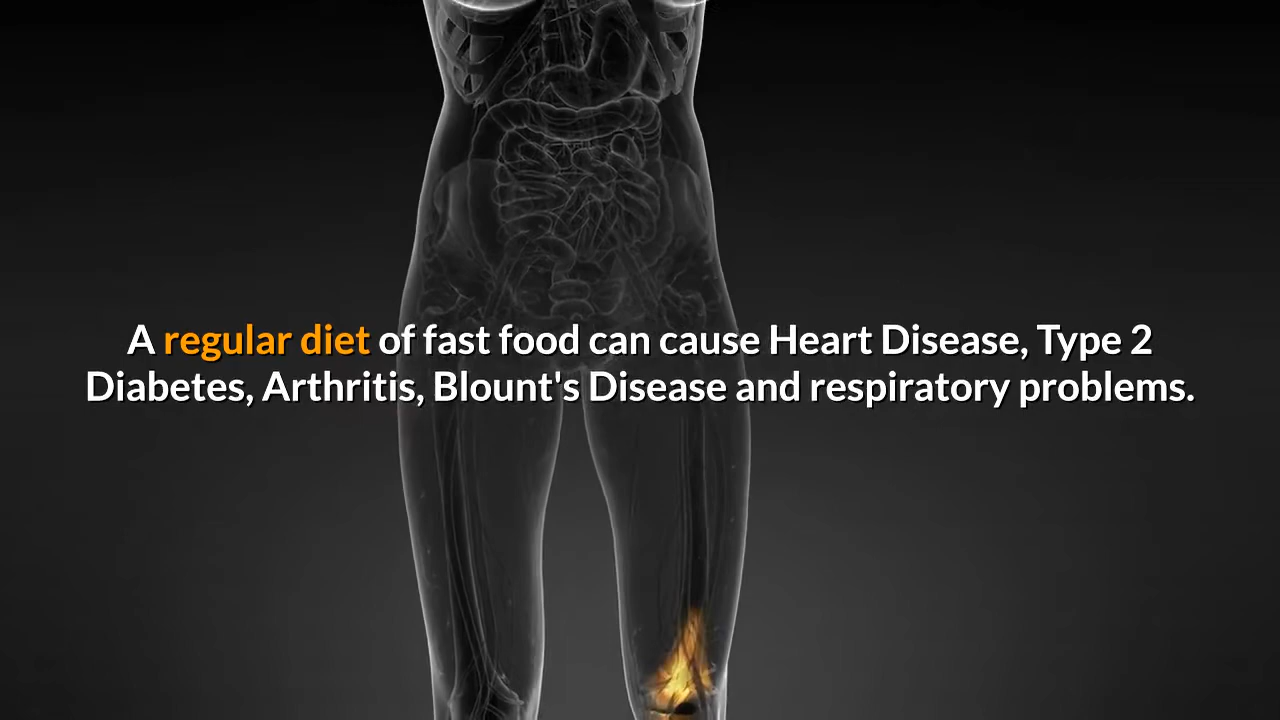 A regular diet of fast food can cause Heart Disease, Type 2
Diabetes, Arthritis, Blount's Disease and respiratory problems.